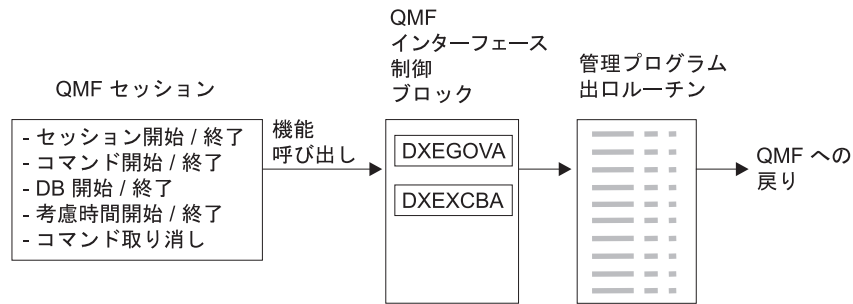 QMF セッション
- セッション開始 / 終了
- コマンド開始 / 終了
- DB 開始 / 終了
- 考慮時間開始 / 終了
- コマンド取り消し
機能
呼び出し
QMF
インターフェース
制御
ブロック
DXEGOVA
DXEXCBA
管理プログラム
出口ルーチン
QMF への
戻り